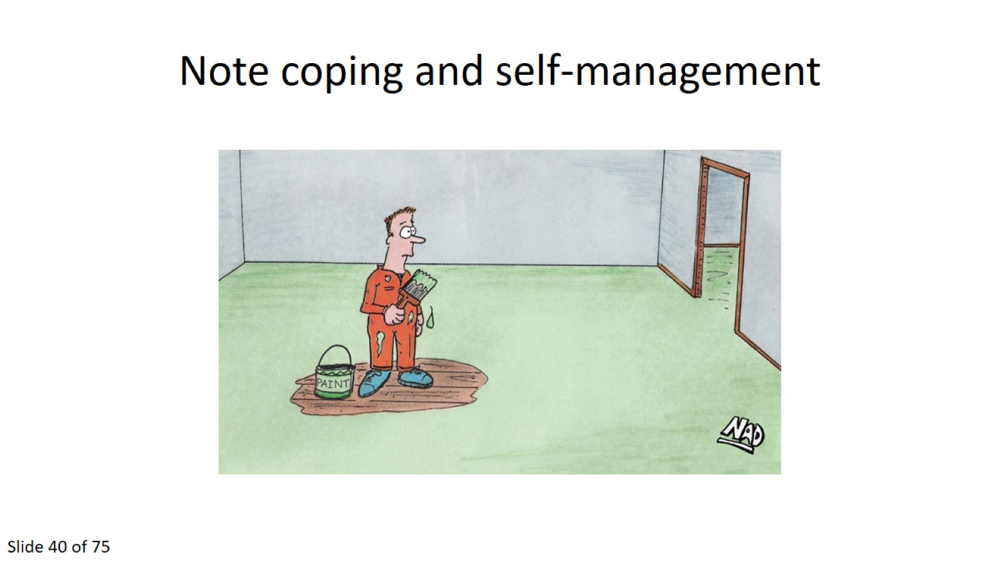 Note coping and self-management
PAINT
NAD
Slide 40 of 75